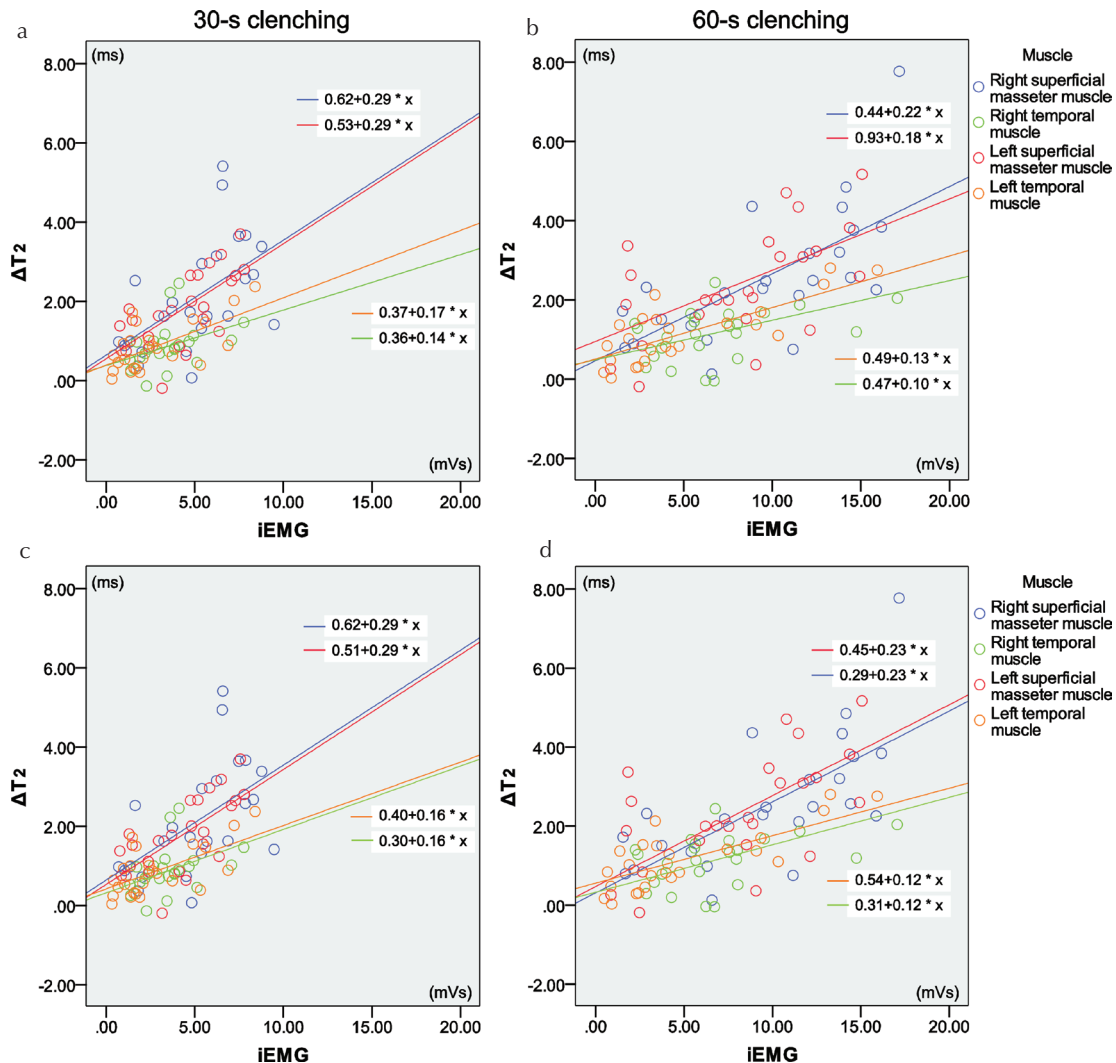 30-s clenching
60-s clenching
a
(ms)
8.00
6.00
4.00
2.00
.00
-2.00
ΔT2
0.62+0.29 * x
0.53+0.29 * x
0.37+0.17 * x
0.36+0.14 * x
(mVs)
.00 5.00 10.00 15.00 20.00
iEMG
b
(ms)
8.00
6.00
4.00
2.00
.00
-2.00
ΔT2
0.44+0.22 * x
0.93+0.18 * x
0.49+0.13 * x
0.47+0.10 * x
(mVs)
.00 5.00 10.00 15.00 20.00
iEMG
Muscle
Right superficial
masseter muscle
Right temporal
muscle
Left superficial
masseter muscle
Left temporal
muscle
c
(ms)
8.00
6.00
4.00
2.00
.00
-2.00
ΔT2
0.62+0.29 * x
0.51+0.29 * x
0.40+0.16 * x
0.30+0.16 * x
(mVs)
.00 5.00 10.00 15.00 20.00
iEMG
d
(ms)
8.00
6.00
4.00
2.00
.00
-2.00
ΔT2
0.45+0.23 * x
0.29+0.23 * x
0.54+0.12 * x
0.31+0.12 * x
(mVs)
.00 5.00 10.00 15.00 20.00
iEMG
Muscle
Right superficial
masseter muscle
Right temporal
muscle
Left superficial
masseter muscle
Left temporal
muscle